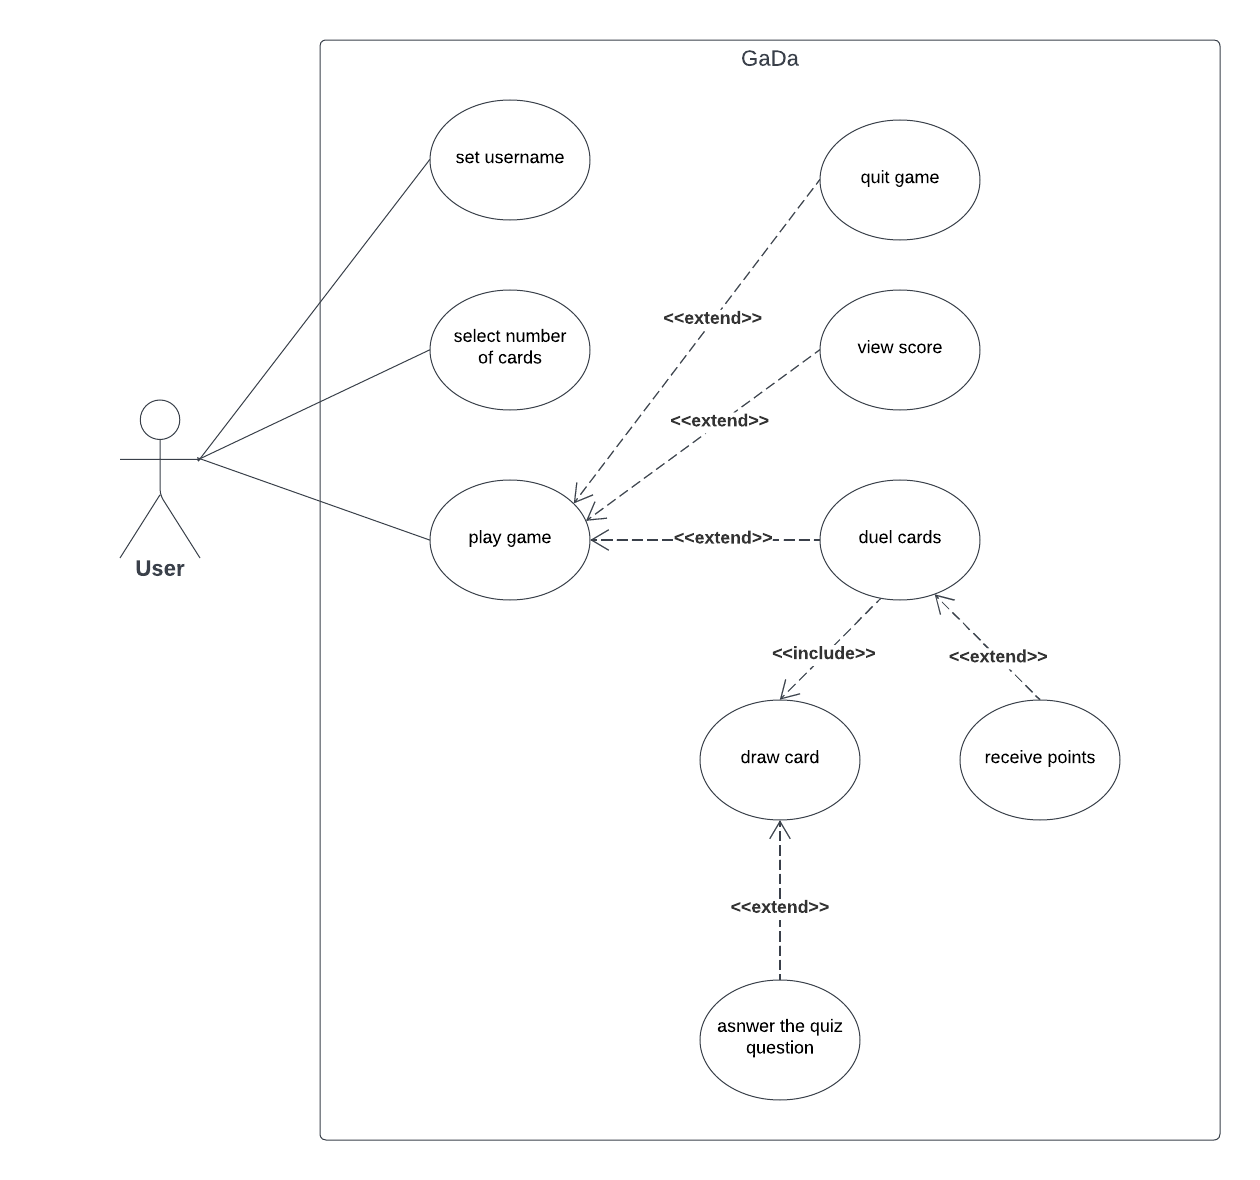 GaDa
set username
quit game
<<extend>>
select number
of cards
view score
<<extend>>
play game
<<extend>>
duel cards
User
<<include>>
<<extend>>
draw card
receive points
<<extend>>
asnwer the quiz
question